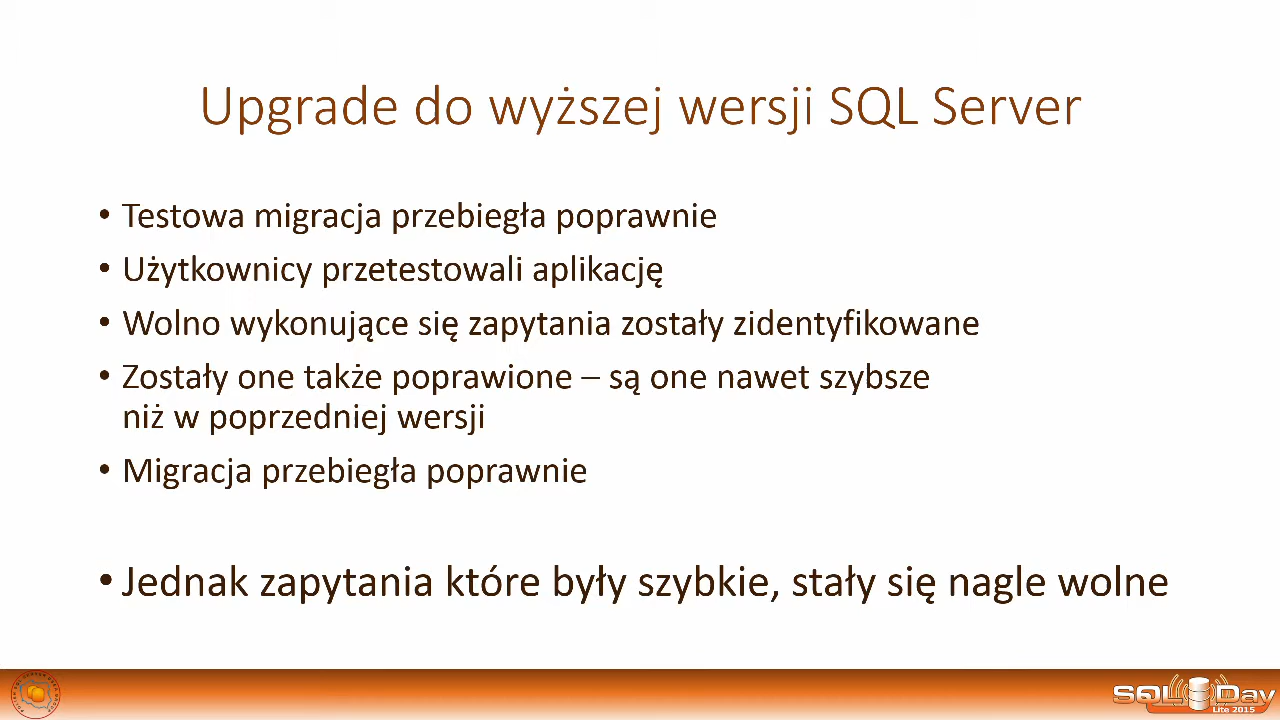 Upgrade do wyższej wersji SQL Server
• Testowa migracja przebiegła poprawnie
• Użytkownicy przetestowali aplikację
• Wolno wykonujące się zapytania zostały zidentyfikowane
• Zostały one także poprawione – są one nawet szybsze
niż w poprzedniej wersji
• Migracja przebiegła poprawnie
• Jednak zapytania które były szybkie, stały się nagle wolne
SQL Day
Lite 2015